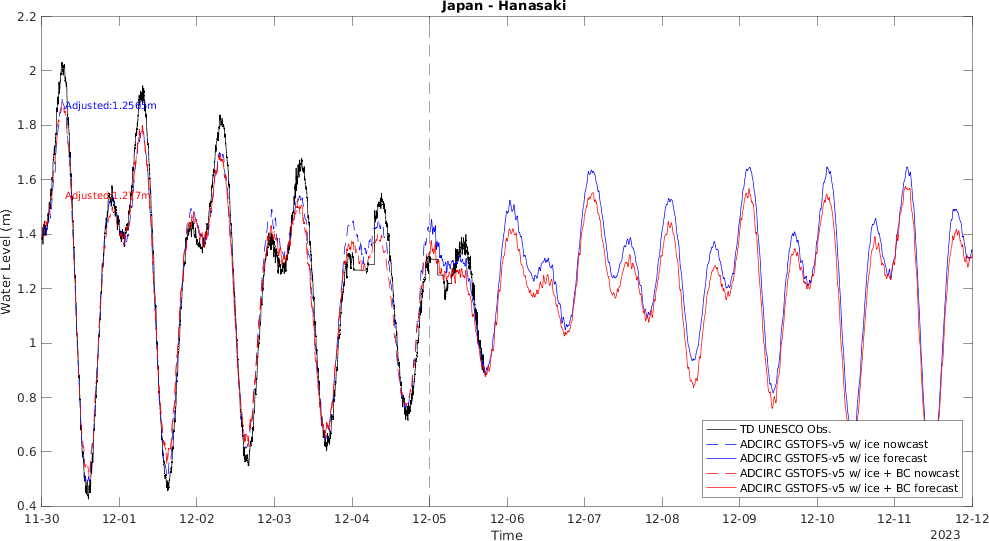 Japan - Hanasaki
2.2
2
1.8
1.6
1.4
1.2
1
0.8
0.6
0.4
Water Level (m)
Adjusted:1.2565m
Adjusted:1.217m
TD UNESCO Obs.
ADCIRC GSTOFS-v5 w/ ice nowcast
ADCIRC GSTOFS-v5 w/ ice forecast
ADCIRC GSTOFS-v5 w/ ice + BC nowcast
ADCIRC GSTOFS-v5 w/ ice + BC forecast
11-30 12-01 12-02 12-03 12-04 12-05 12-06 12-07 12-08 12-09 12-10 12-11 12-12
Time
2023